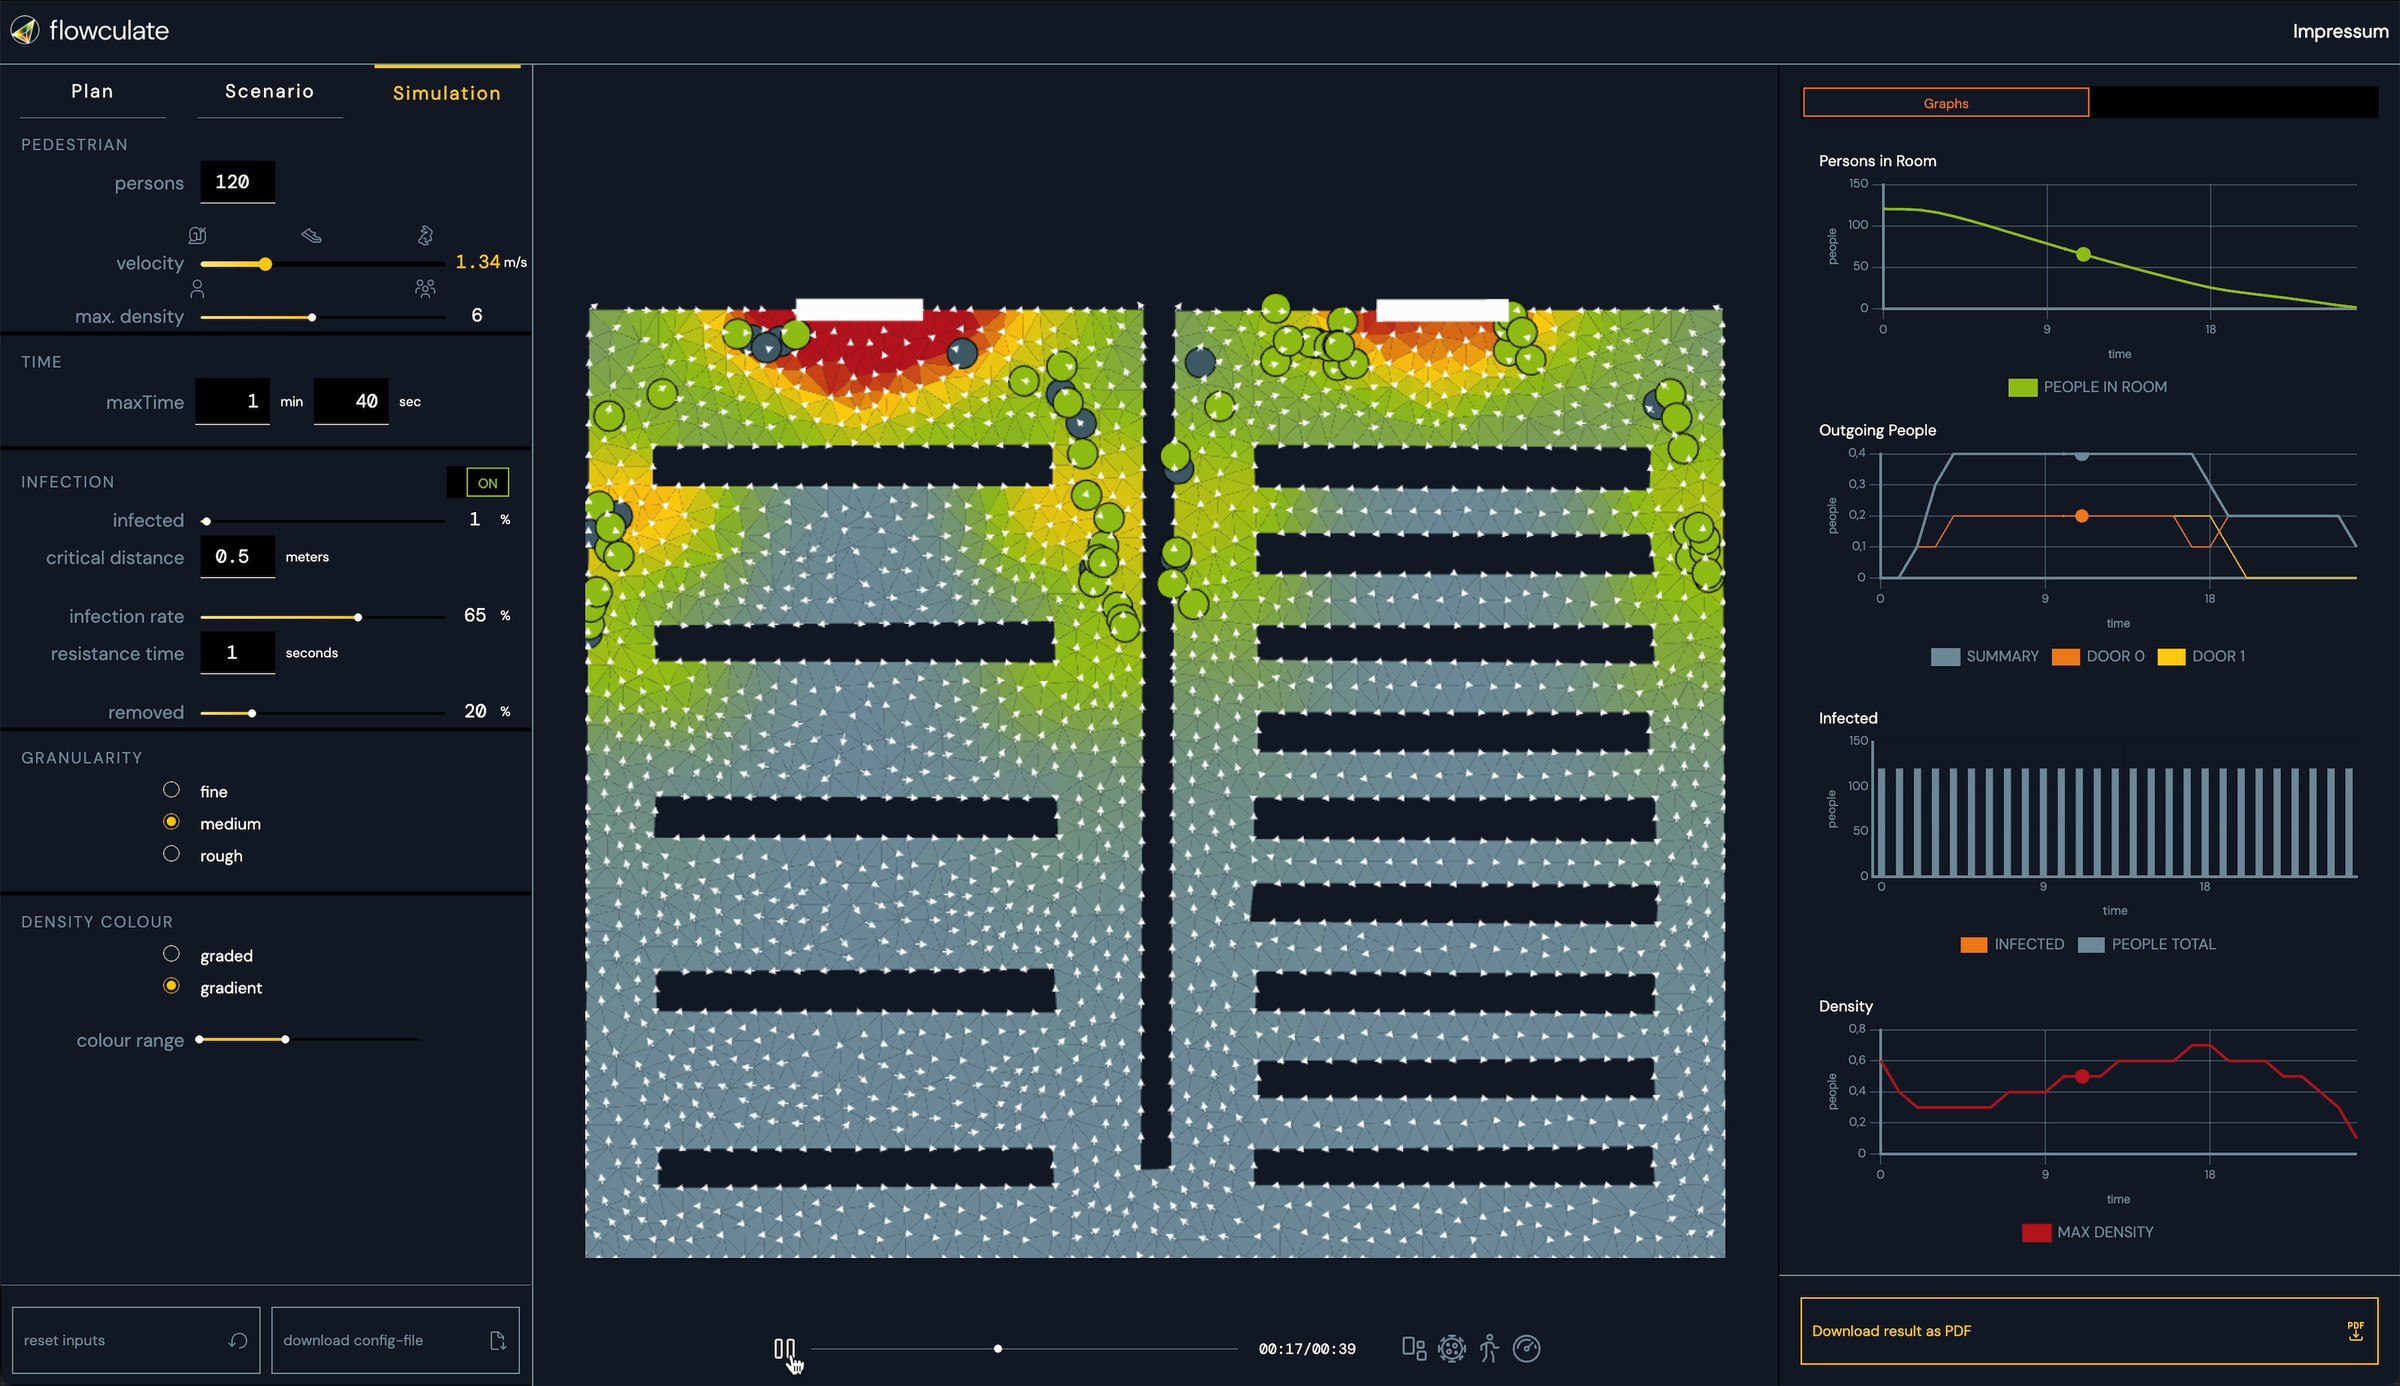 flowculate
Impressum
Plan
Scenario
Simulation
PEDESTRIAN
persons
120
velocity
1.34 m/s
max. density
6
TIME
maxTime
1 min
40 sec
INFECTION
ON
infected
1 %
critical distance
0.5 meters
infection rate
65 %
resistance time
1 seconds
removed
20 %
GRANULARITY
fine
medium
rough
DENSITY COLOUR
graded
gradient
colour range
reset inputs
download config-file
00:17/00:39
Graphs
Persons in Room
150
100
50
0
people
0 9 18
time
PEOPLE IN ROOM
Outgoing People
0,4
0,3
0,2
0,1
0
people
0 9 18
time
SUMMARY DOOR 0 DOOR 1
Infected
150
100
50
0
people
0 9 18
time
INFECTED PEOPLE TOTAL
Density
0,8
0,6
0,4
0,2
0
people
0 9 18
time
MAX DENSITY
Download result as PDF
PDF